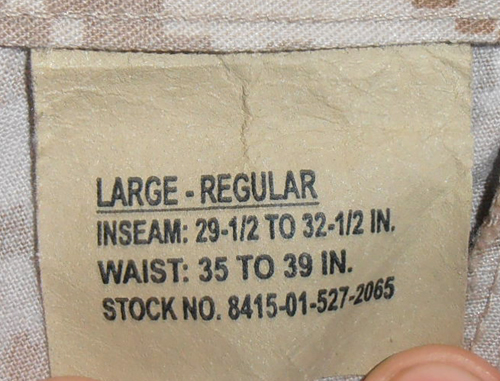 LARGE - REGULAR
INSEAM: 29-1/2 TO 32-1/2 IN.
WAIST: 35 TO 39 IN.
STOCK NO. 8415-01-527-2065